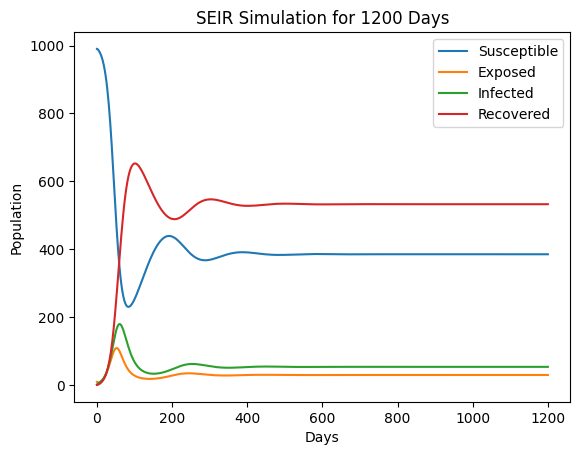 SEIR Simulation for 1200 Days
1000
800
600
400
200
0
Population
Susceptible
Exposed
Infected
Recovered
0 200 400 600 800 1000 1200
Days